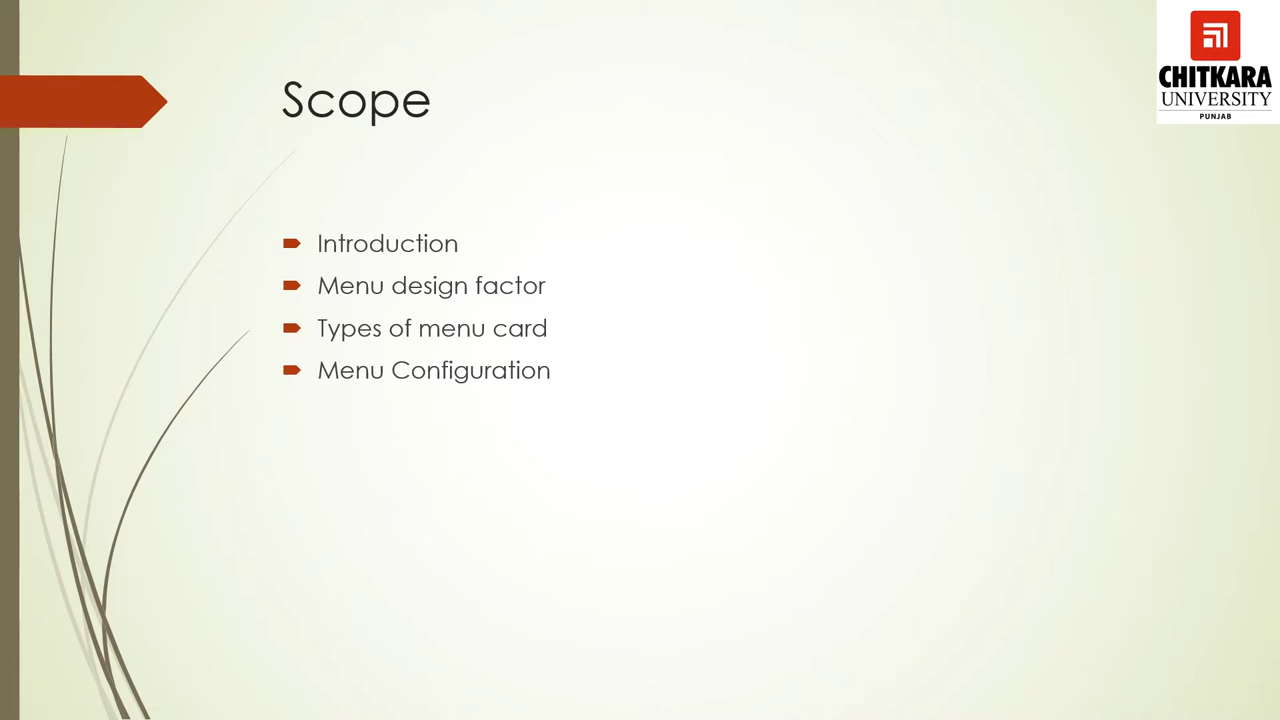 Scope
CHITKARA
UNIVERSITY
PUNJAB
Introduction
Menu design factor
Types of menu card
Menu Configuration